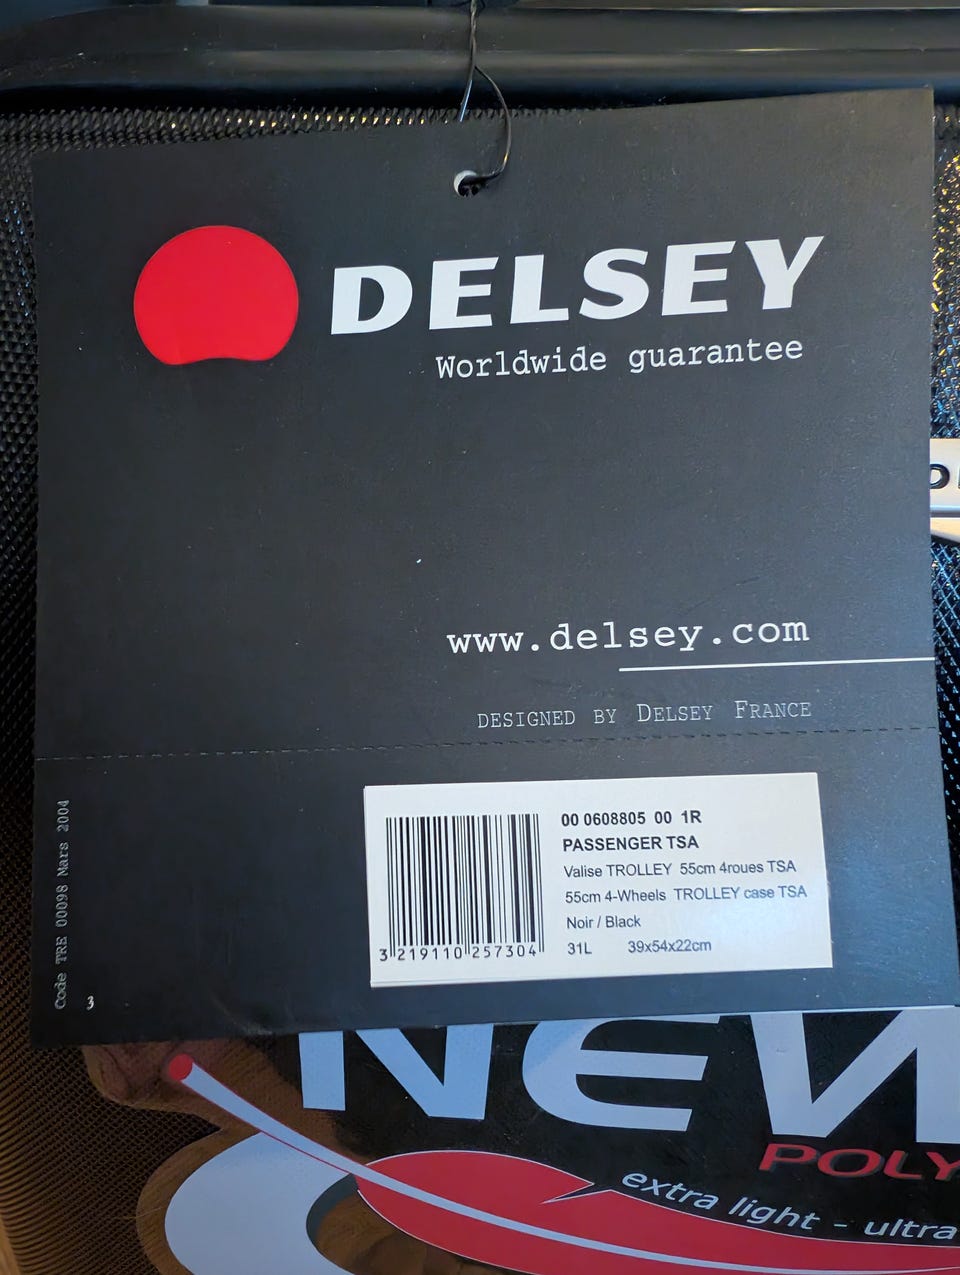 DELSEY
Worldwide guarantee
www.delsey.com
DESIGNED BY DELSEY FRANCE
Code TRE 00098 Mars 2004
3
00 0608805 00 1R
PASSENGER TSA
Valise TROLLEY 55cm 4roues TSA
55cm 4-Wheels TROLLEY case TSA
Noir / Black
31L 39x54x22cm
3 219110 257304
NEW
POLY
extra light - ultra